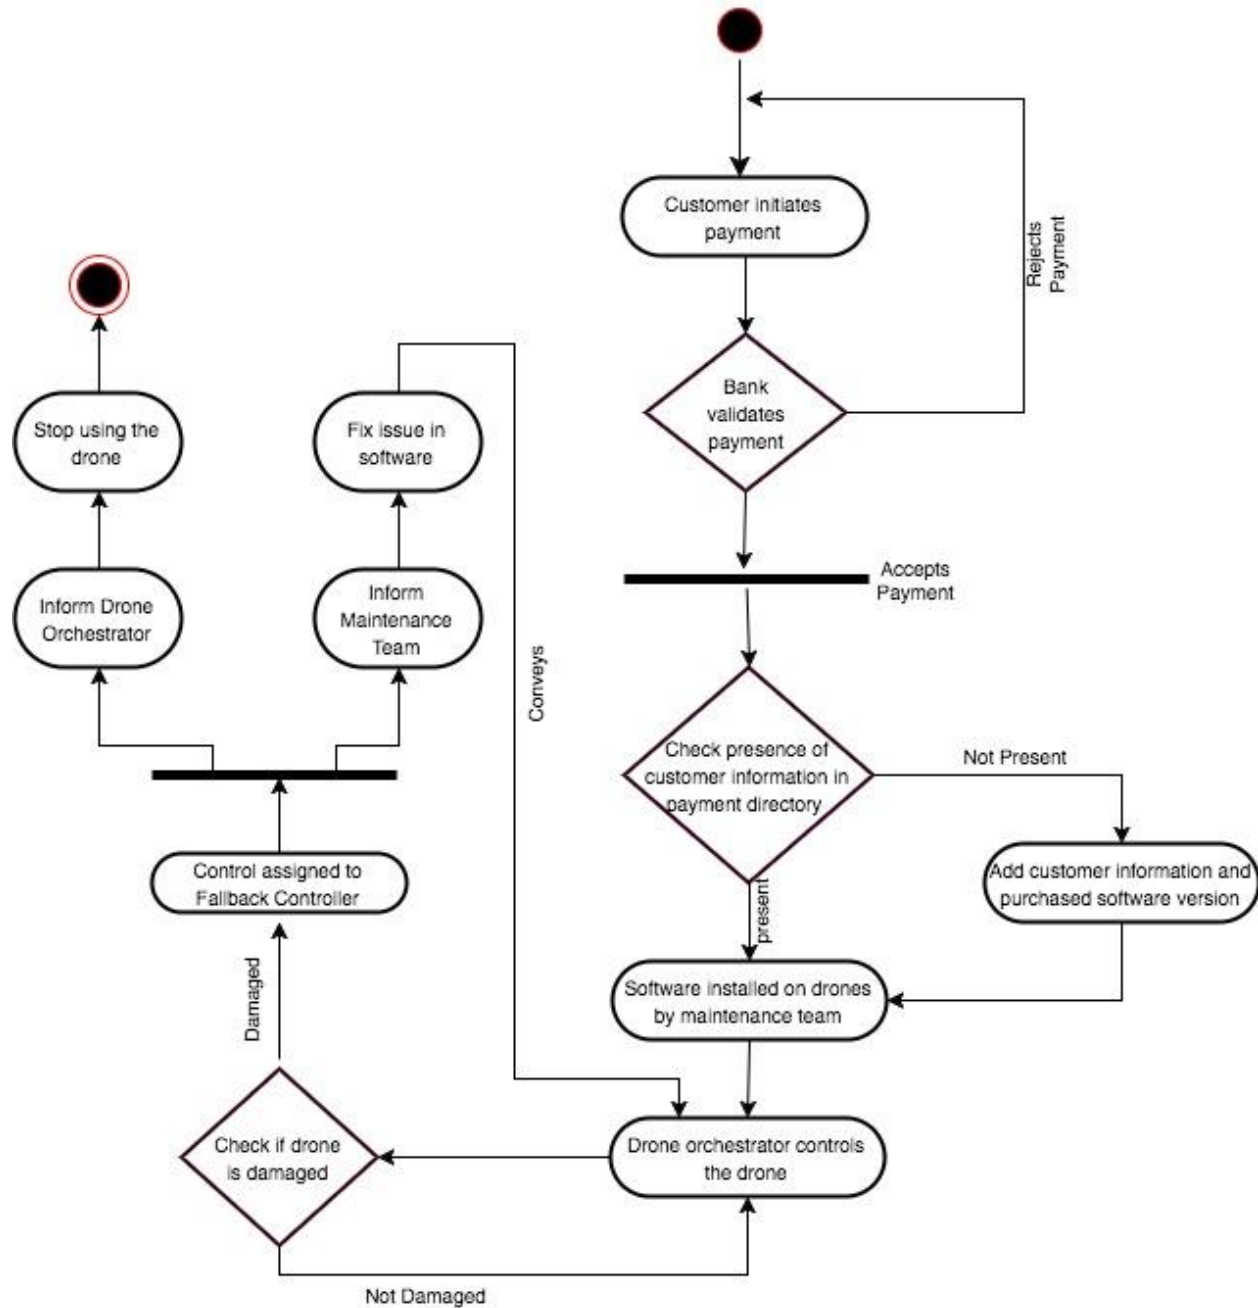 Customer initiates
payment
Rejects
Payment
Bank
validates
payment
Accepts
Payment
Check presence of
customer information in
payment directory
Not Present
Add customer information and
purchased software version
present
Software installed on drones
by maintenance team
Drone orchestrator controls
the drone
Check if drone
is damaged
Not Damaged
Damaged
Control assigned to
Fallback Controller
Inform Drone
Orchestrator
Stop using the
drone
Inform
Maintenance
Team
Fix issue in
software
Conveys